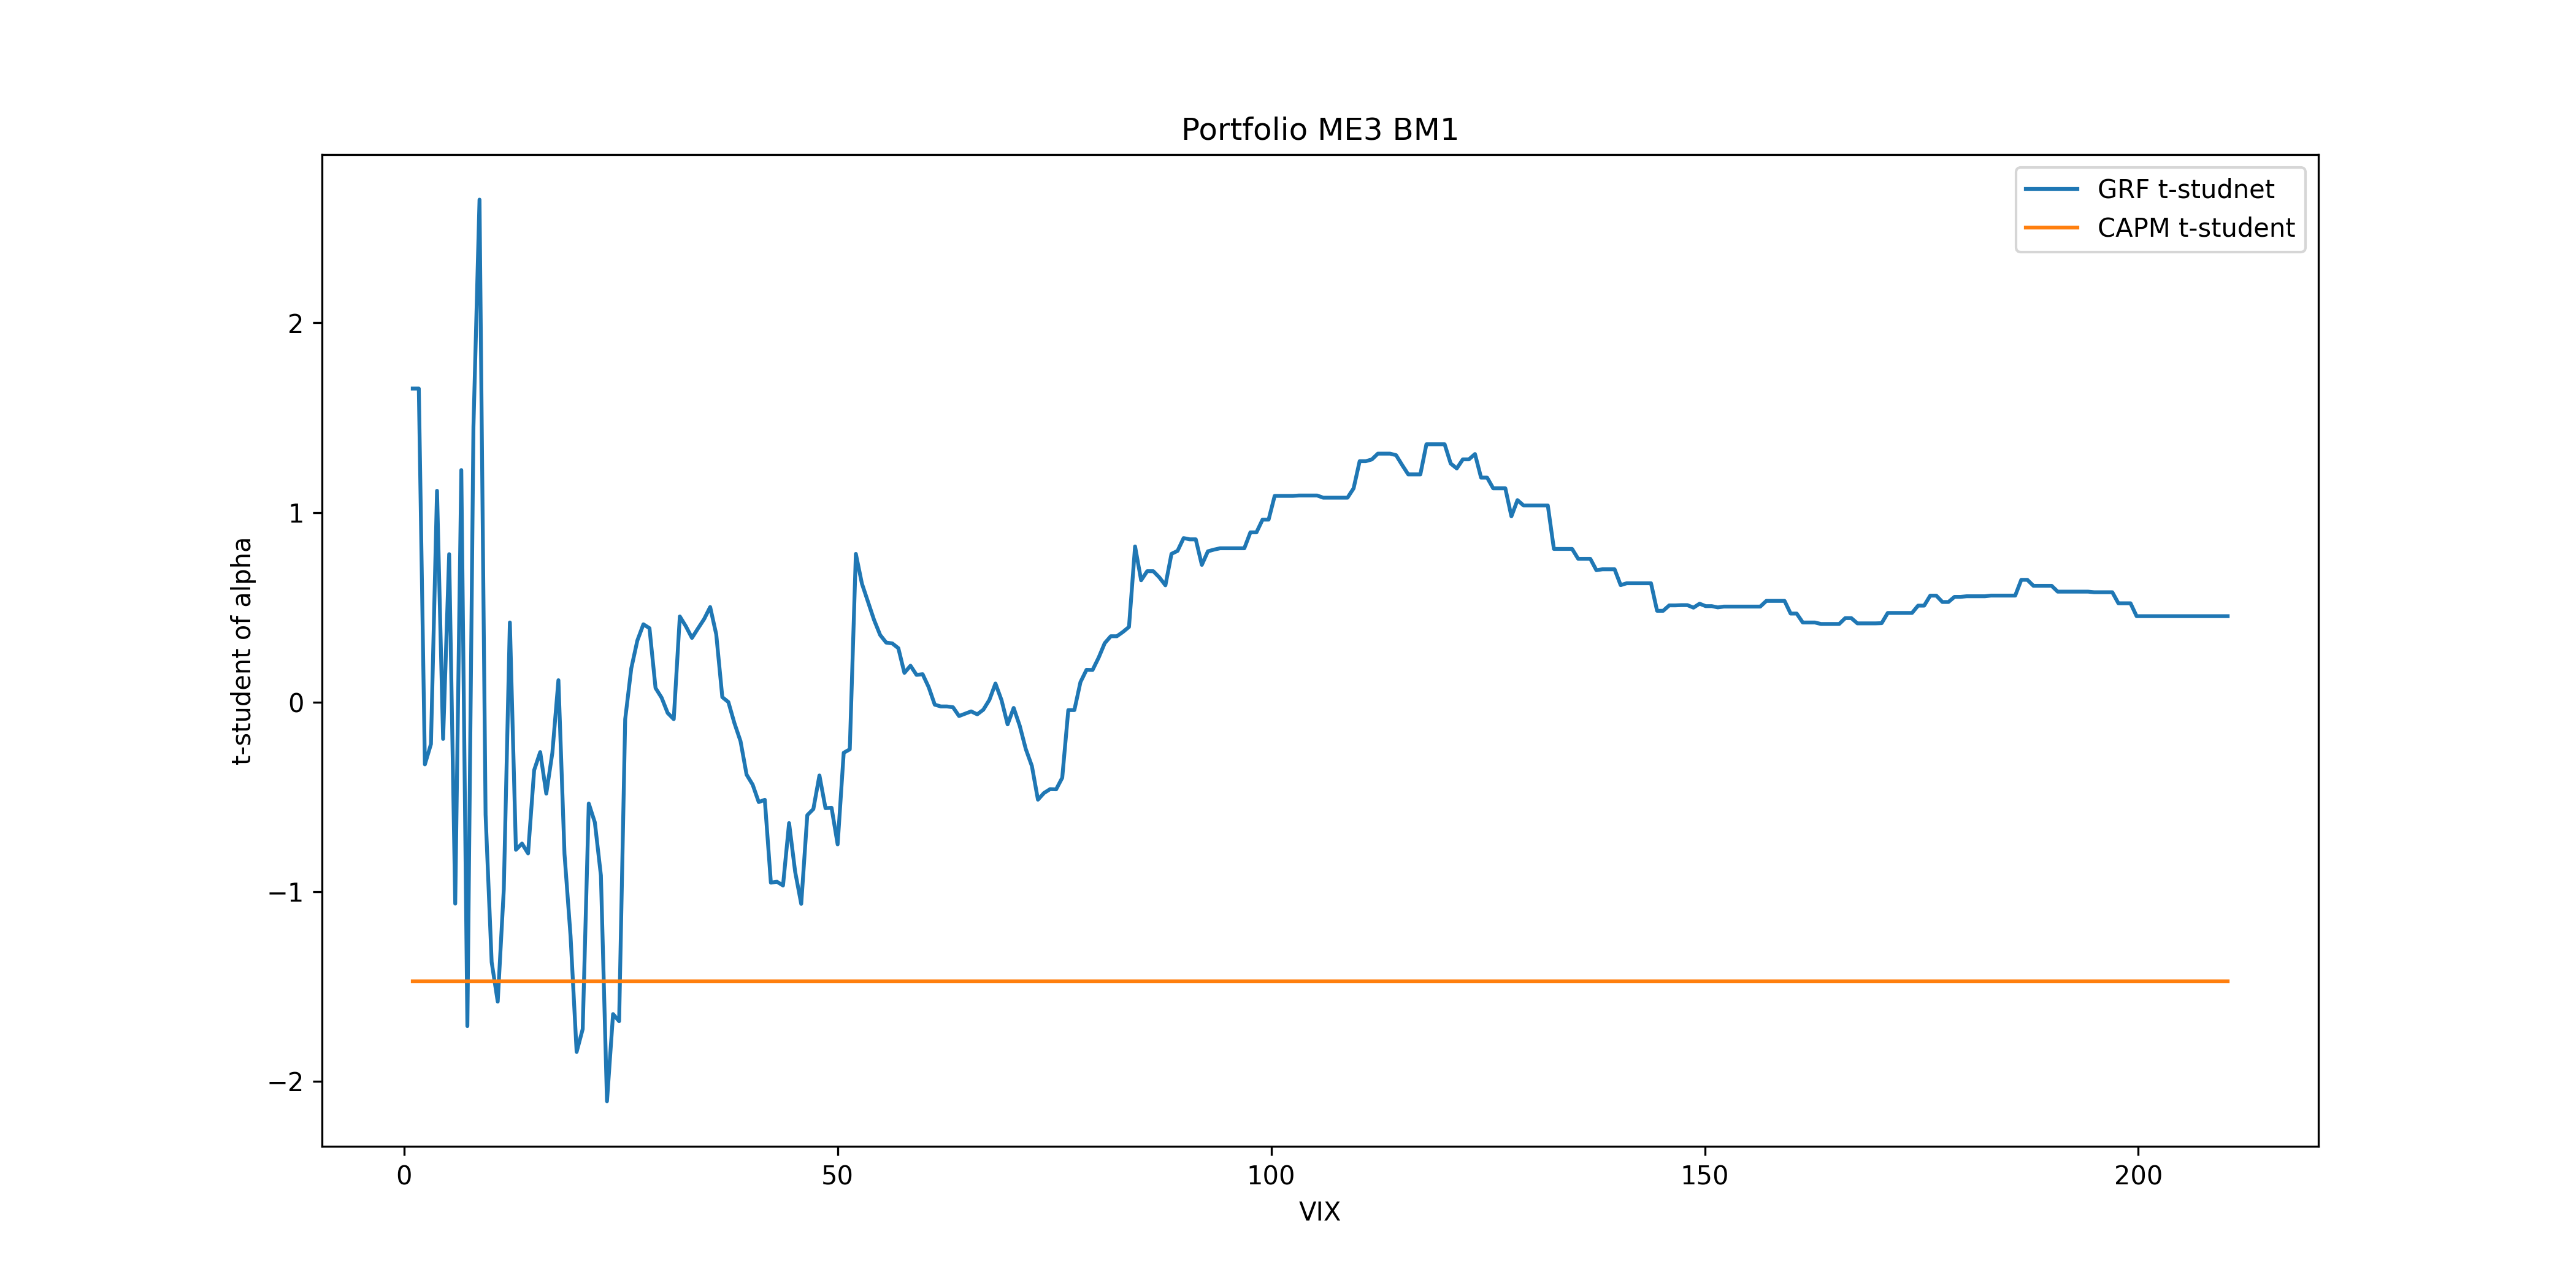 Portfolio ME3 BM1
GRF t-studnet
CAPM t-student
t-student of alpha
2
1
0
−1
−2
0
50
100
150
200
VIX